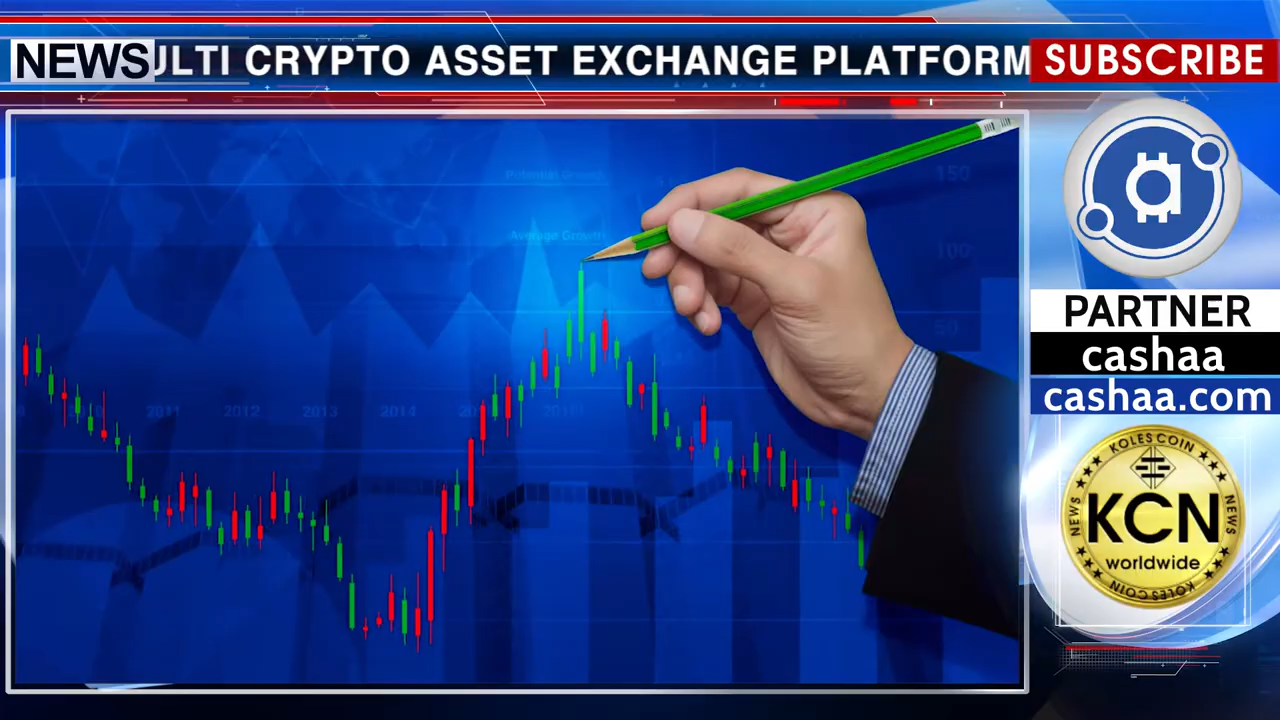 NEWS
ULTI CRYPTO ASSET EXCHANGE PLATFORM
SUBSCRIBE
Potential Growth
150
Average Growth
100
50
2011 2012 2013 2014
PARTNER
cashaa
cashaa.com
KOLES COIN
NEWS
KCN
NEWS
worldwide
KOLES COIN